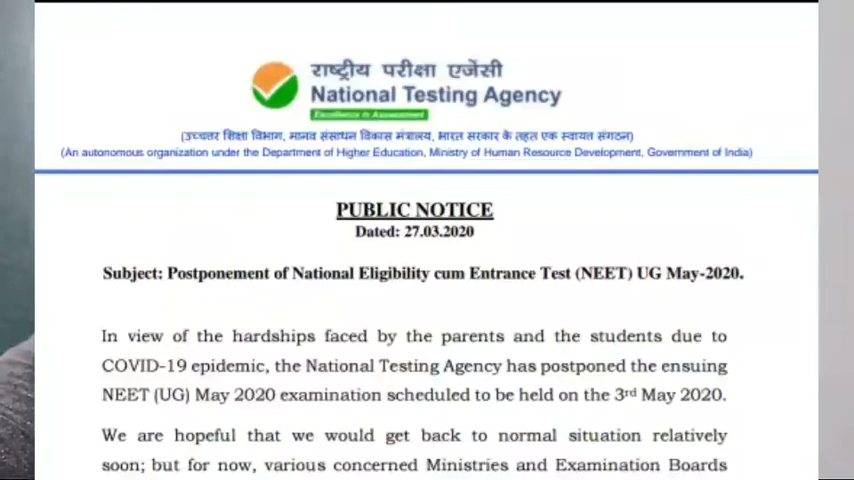 राष्ट्रीय परीक्षा एजेंसी
National Testing Agency
Excellence in Assessment
(उच्चतर शिक्षा विभाग, मानव संसाधन विकास मंत्रालय, भारत सरकार के तहत एक स्वायत्त संगठन)
(An autonomous organization under the Department of Higher Education, Ministry of Human Resource Development, Government of India)
PUBLIC NOTICE
Dated: 27.03.2020
Subject: Postponement of National Eligibility cum Entrance Test (NEET) UG May-2020.
In view of the hardships faced by the parents and the students due to
COVID-19 epidemic, the National Testing Agency has postponed the ensuing
NEET (UG) May 2020 examination scheduled to be held on the 3rd May 2020.
We are hopeful that we would get back to normal situation relatively
soon; but for now, various concerned Ministries and Examination Boards